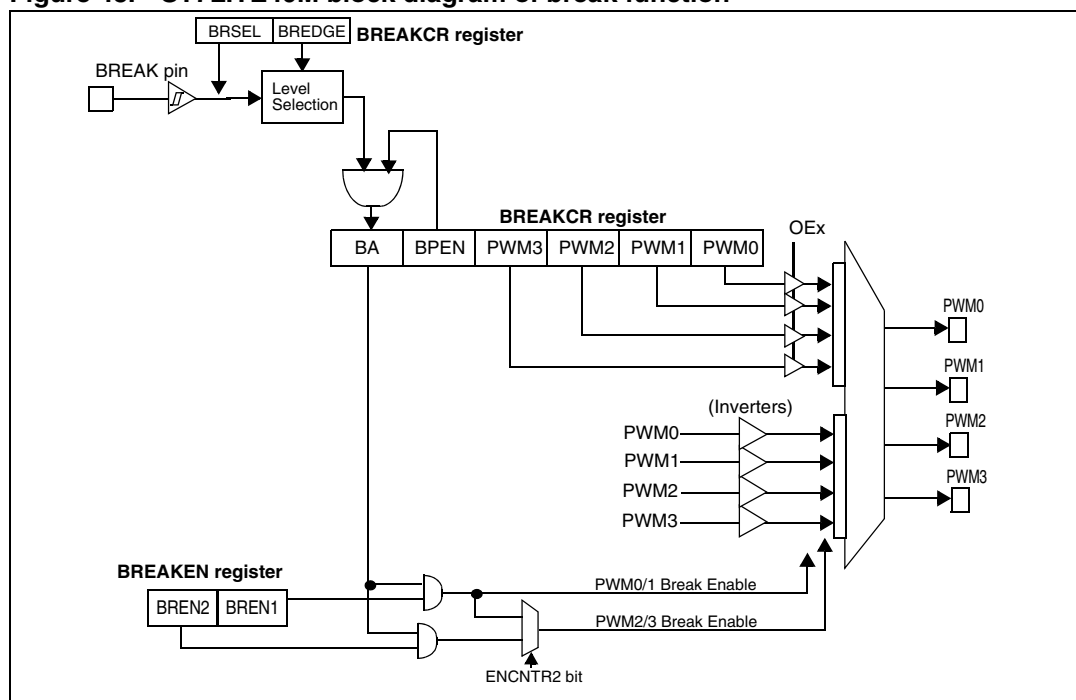 BRSEL BREDGE BREAKCR register
BREAK pin
Level
Selection
BREAKCR register
BA BPEN PWM3 PWM2 PWM1 PWM0
OEx
PWM0
PWM1
PWM2
PWM3
(Inverters)
PWM0
PWM1
PWM2
PWM3
BREAKEN register
BREN2 BREN1
PWM0/1 Break Enable
PWM2/3 Break Enable
ENCNTR2 bit